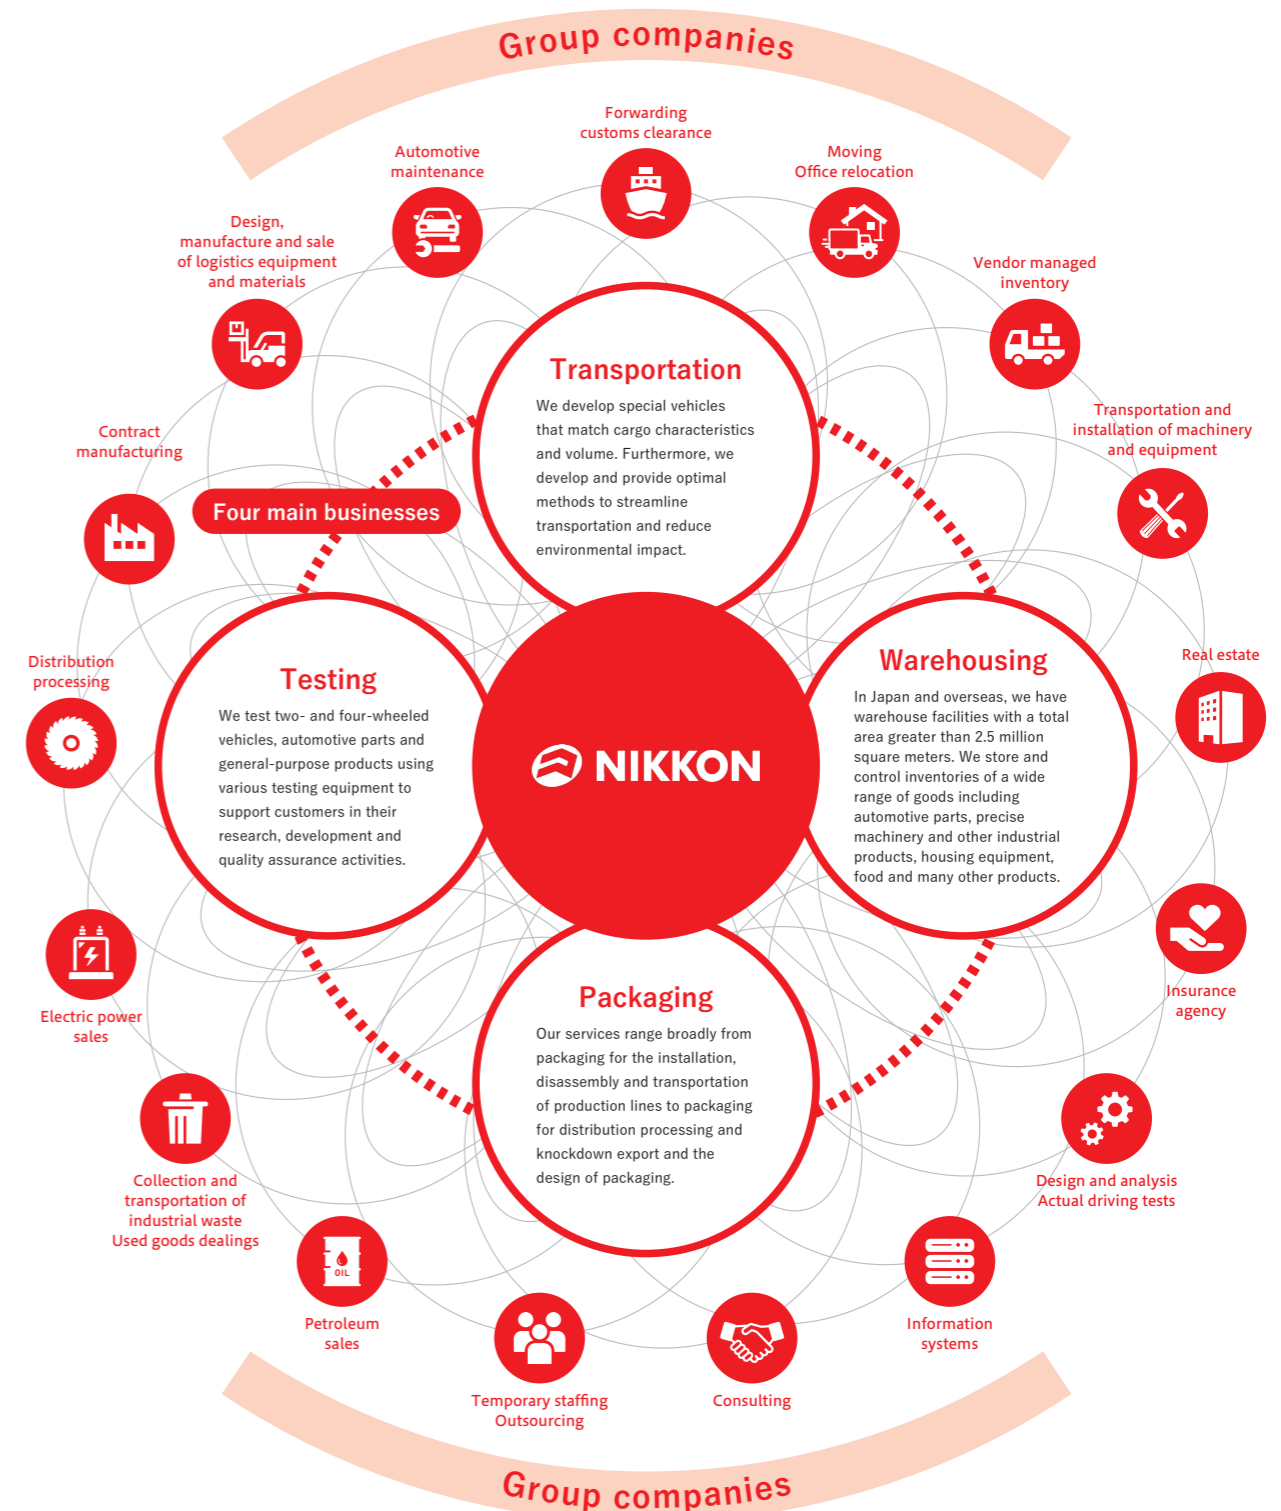 Group companies
Forwarding
customs clearance
Automotive
maintenance
Moving
Office relocation
Design,
manufacture and sale
of logistics equipment
and materials
Vendor managed
inventory
Contract
manufacturing
Transportation and
installation of machinery
and equipment
Four main businesses
Transportation
We develop special vehicles
that match cargo characteristics
and volume. Furthermore, we
develop and provide optimal
methods to streamline
transportation and reduce
environmental impact.
Distribution
processing
Real estate
Testing
We test two- and four-wheeled
vehicles, automotive parts and
general-purpose products using
various testing equipment to
support customers in their
research, development and
quality assurance activities.
NIKKON
Warehousing
In Japan and overseas, we have
warehouse facilities with a total
area greater than 2.5 million
square meters. We store and
control inventories of a wide
range of goods including
automotive parts, precise
machinery and other industrial
products, housing equipment,
food and many other products.
Electric power
sales
Insurance
agency
Packaging
Our services range broadly from
packaging for the installation,
disassembly and transportation
of production lines to packaging
for distribution processing and
knockdown export and the
design of packaging.
Collection and
transportation of
industrial waste
Used goods dealings
Design and analysis
Actual driving tests
OIL
Petroleum
sales
Information
systems
Temporary staffing
Outsourcing
Consulting
Group companies